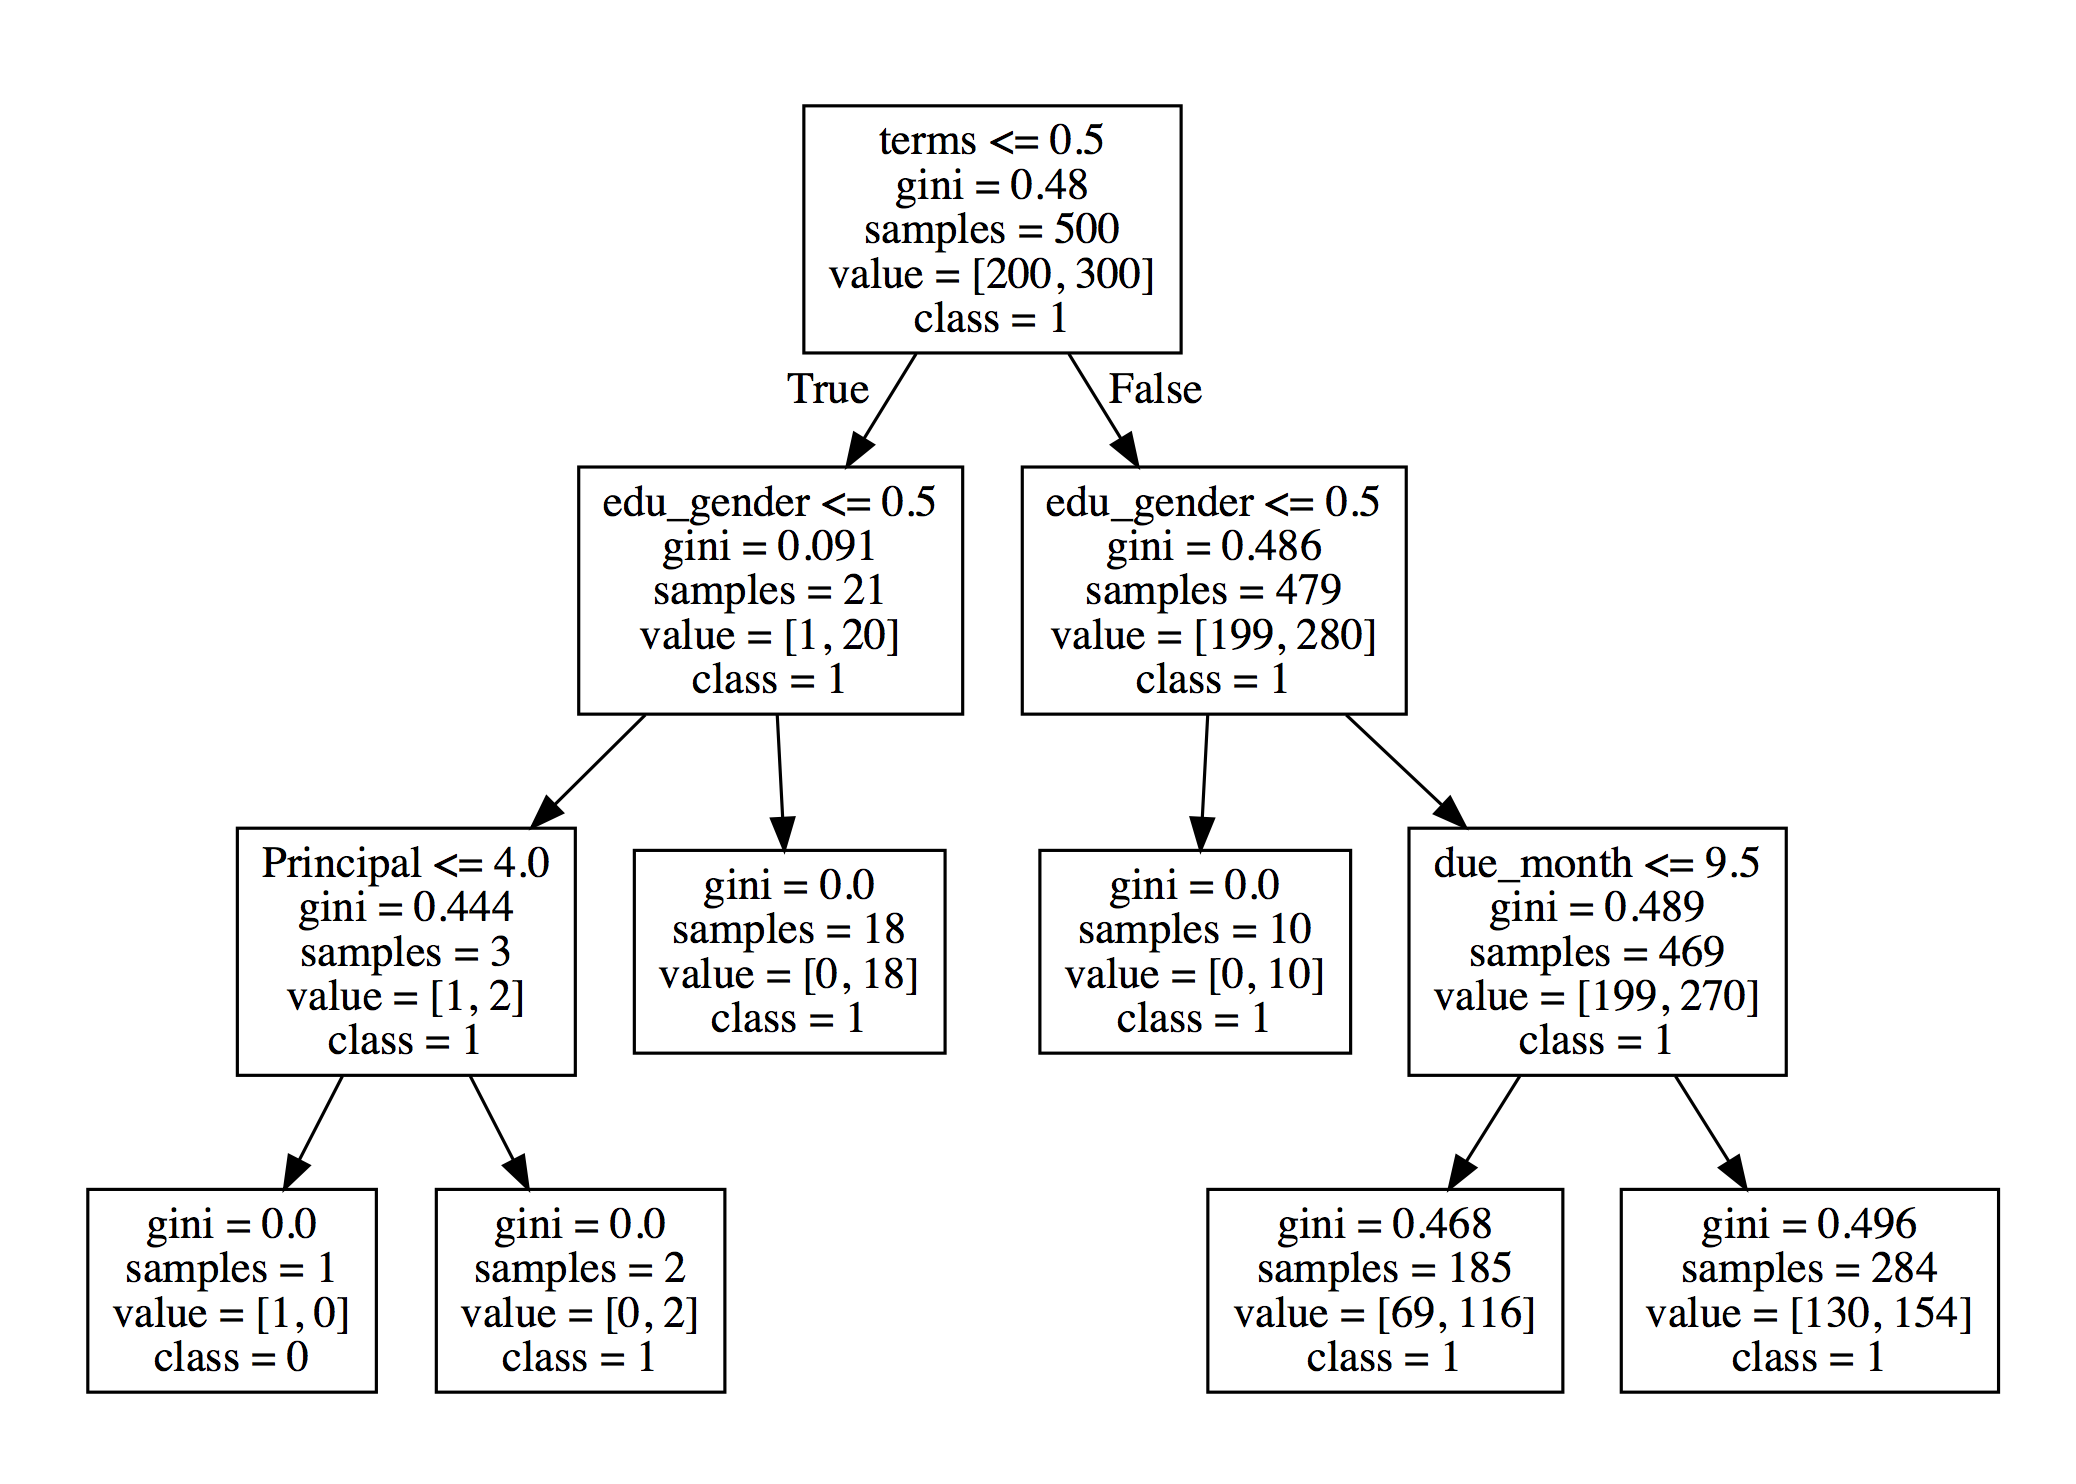 terms <= 0.5
gini = 0.48
samples = 500
value = [200, 300]
class = 1
True
False
edu_gender <= 0.5
gini = 0.091
samples = 21
value = [1, 20]
class = 1
edu_gender <= 0.5
gini = 0.486
samples = 479
value = [199, 280]
class = 1
Principal <= 4.0
gini = 0.444
samples = 3
value = [1, 2]
class = 1
gini = 0.0
samples = 18
value = [0, 18]
class = 1
gini = 0.0
samples = 10
value = [0, 10]
class = 1
due_month <= 9.5
gini = 0.489
samples = 469
value = [199, 270]
class = 1
gini = 0.0
samples = 1
value = [1, 0]
class = 0
gini = 0.0
samples = 2
value = [0, 2]
class = 1
gini = 0.468
samples = 185
value = [69, 116]
class = 1
gini = 0.496
samples = 284
value = [130, 154]
class = 1